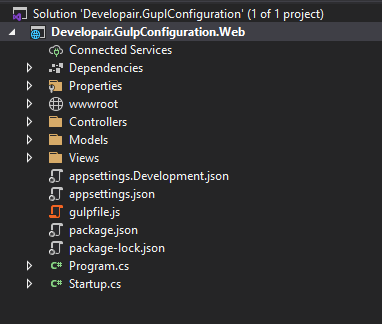 Solution 'Developair.GuplConfiguration' (1 of 1 project)
Developair.GulpConfiguration.Web
Connected Services
Dependencies
Properties
wwwroot
Controllers
Models
Views
appsettings.Development.json
appsettings.json
gulpfile.js
package.json
package-lock.json
C# Program.cs
C# Startup.cs